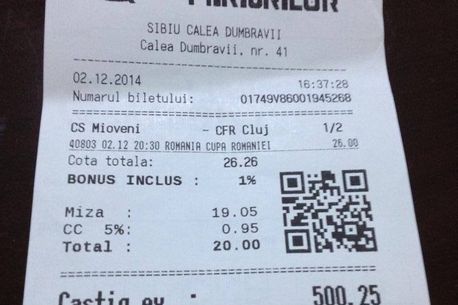 SIBIU CALEA DUMBRAVII
Calea Dumbravii, nr. 41
02.12.2014 16:37:28
Numarul biletului: 01749V86001945268
CS Mioveni - CFR Cluj 1/2
40803 02.12 20:30 ROMANIA CUPA ROMANIEI 26.00
Cota totala: 26.26
BONUS INCLUS : 1%
Miza : 19.05
CC 5%: 0.95
Total : 20.00
Castig ev. : 500.25